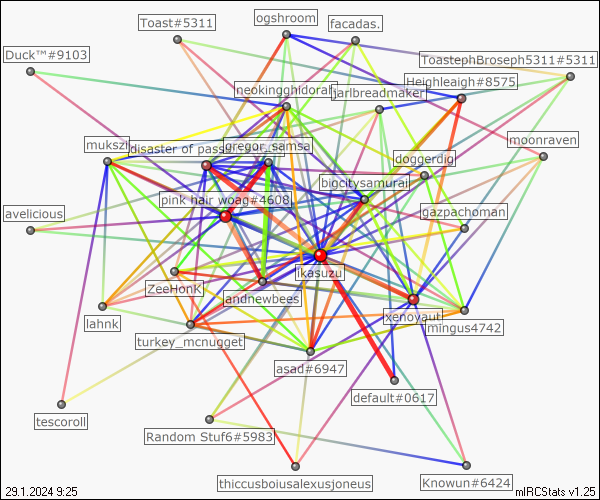 ogshroom
Toast#5311
facadas.
Duck™#9103
ToastephBroseph5311#5311
Heighleaigh#8575
neokingghidorah
jarlbreadmaker
mukszi
disaster of pass
gregor_samsa
moonraven
doggerdig
bigcitysamurai
pink hair woag#4608
avelicious
gazpachoman
ikasuzu
ZeeHonk
andnewbees
xenovaut
lahnk
mingus4742
turkey_mcnugget
asad#6947
default#0617
tescoroll
Random Stuf6#5983
thiccusboiusalexusjoneus
Knowun#6424
29.1.2024 9:25
mIRCStats v1.25